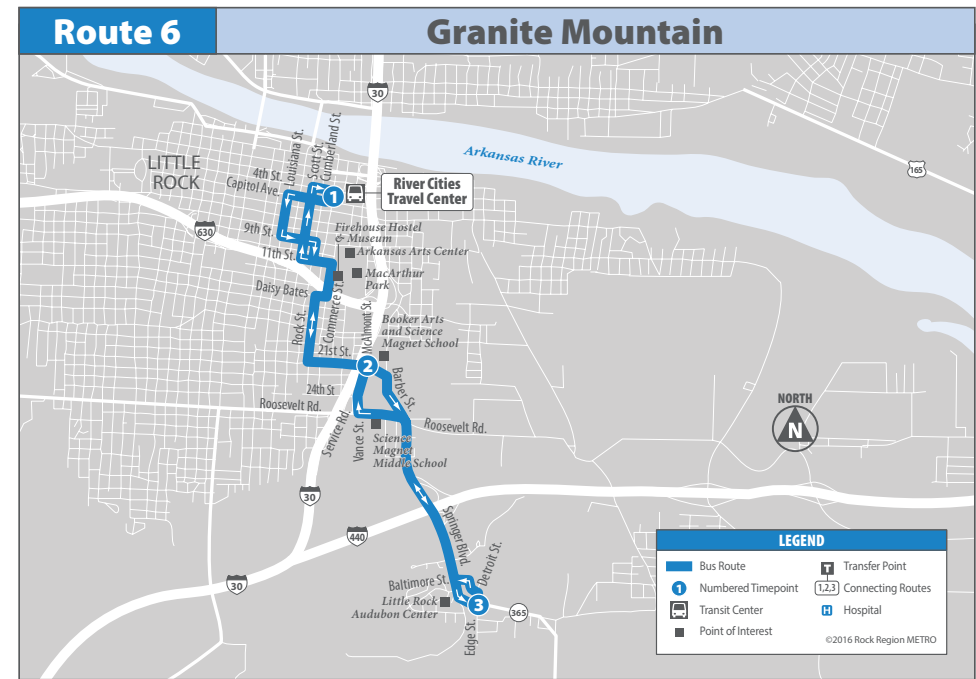 Route 6
Granite Mountain
30
165
Arkansas River
LITTLE
ROCK
Louisiana St.
Scott St.
Cumberland St.
4th St.
Capitol Ave.
1
River Cities
Travel Center
630
9th St.
Firehouse Hostel
& Museum
Arkansas Arts Center
11th St.
MacArthur
Park
Daisy Bates
Commerce St.
McAlmont St.
Rock St.
Booker Arts
and Science
Magnet School
21st St.
2
Barber St.
24th St
Roosevelt Rd.
Roosevelt Rd.
Service Rd.
Vance St.
Science
Magnet
Middle School
NORTH
N
30
440
Springer Blvd.
30
Baltimore St.
Detroit St.
Little Rock
Audubon Center
3
365
Edge St.
LEGEND
Bus Route
T
Transfer Point
1
Numbered Timepoint
1,2,3
Connecting Routes
Transit Center
H
Hospital
Point of Interest
©2016 Rock Region METRO